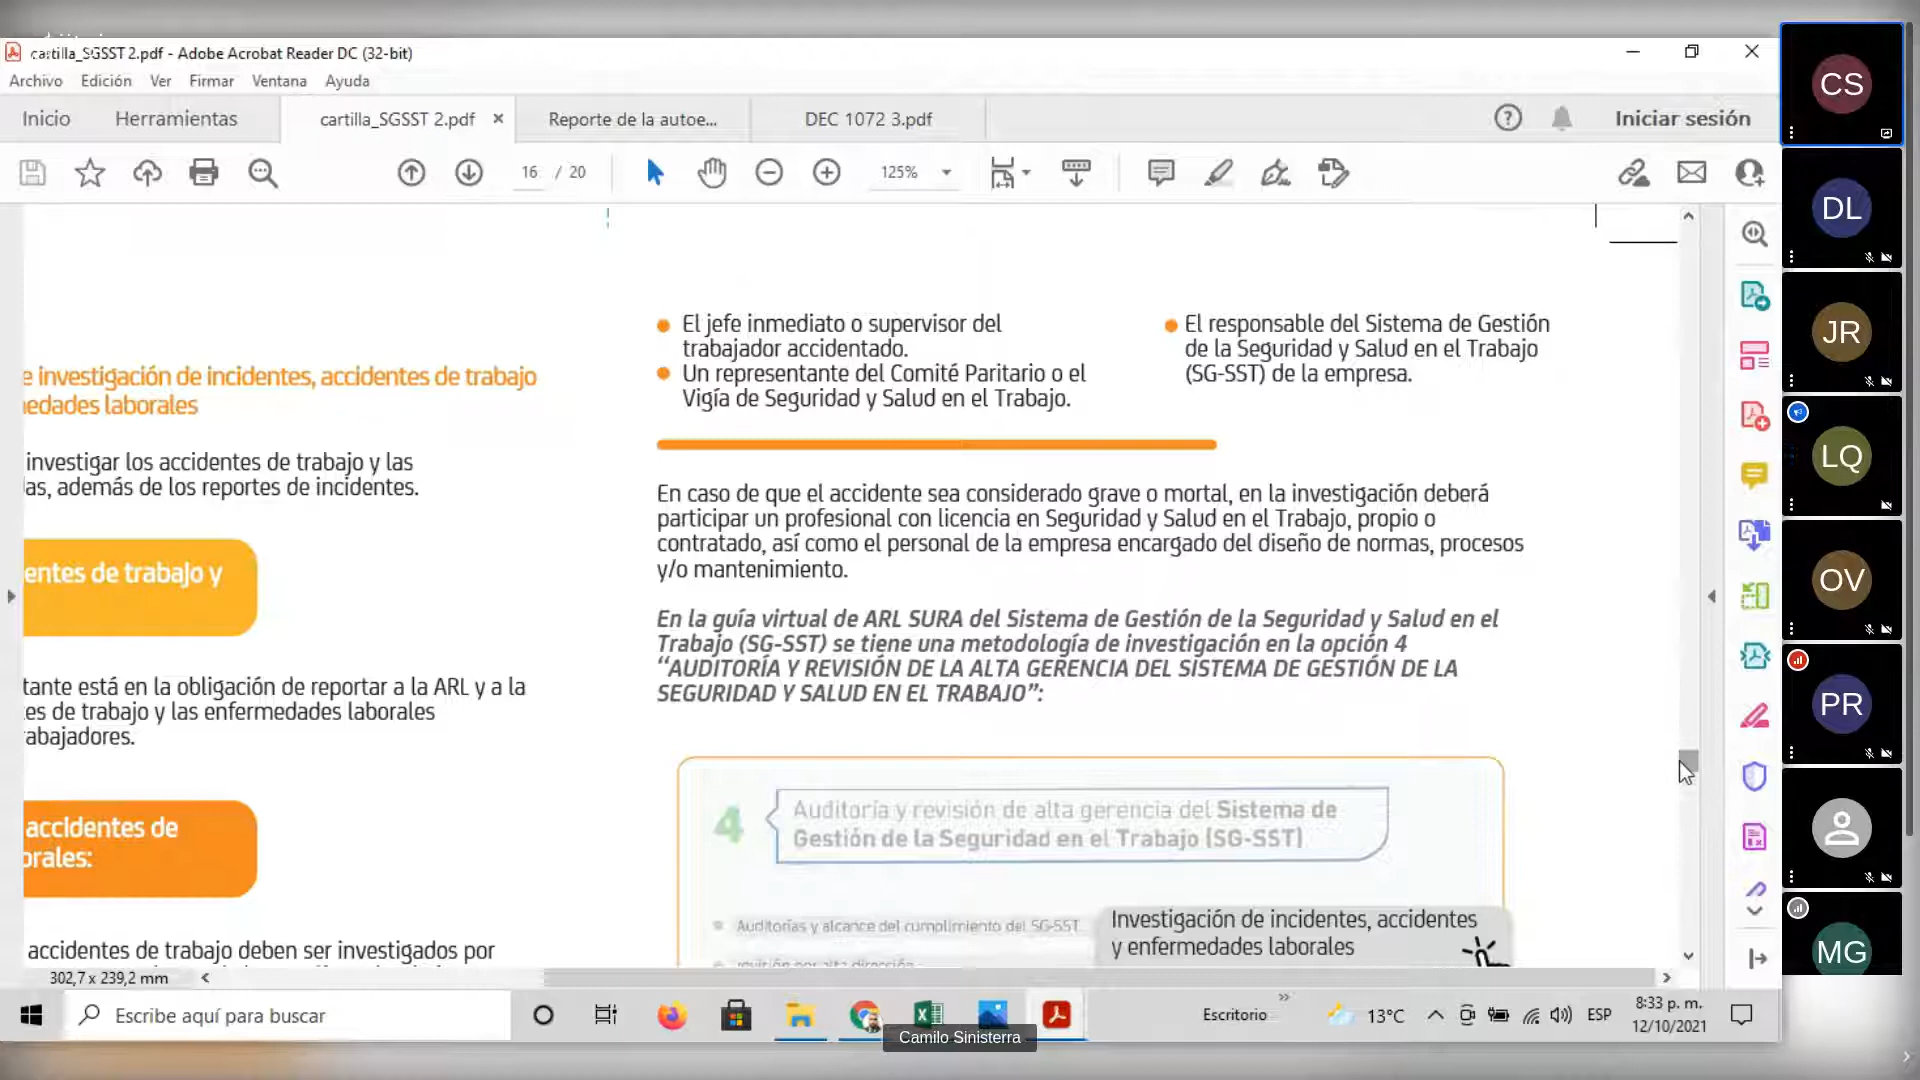 cartilla_SGSST 2.pdf - Adobe Acrobat Reader DC (32-bit)
Archivo Edición Ver Firmar Ventana Ayuda
Inicio Herramientas cartilla_SGSST 2.pdf Reporte de la autoe... DEC 1072 3.pdf Iniciar sesión
16 / 20 125%
e investigación de incidentes, accidentes de trabajo
edades laborales
investigar los accidentes de trabajo y las
as, además de los reportes de incidentes.
entes de trabajo y
tante está en la obligación de reportar a la ARL y a la
es de trabajo y las enfermedades laborales
abajadores.
accidentes de
orales:
accidentes de trabajo deben ser investigados por
El jefe inmediato o supervisor del
trabajador accidentado.
Un representante del Comité Paritario o el
Vigía de Seguridad y Salud en el Trabajo.
El responsable del Sistema de Gestión
de la Seguridad y Salud en el Trabajo
(SG-SST) de la empresa.
En caso de que el accidente sea considerado grave o mortal, en la investigación deberá
participar un profesional con licencia en Seguridad y Salud en el Trabajo, propio o
contratado, así como el personal de la empresa encargado del diseño de normas, procesos
y/o mantenimiento.
En la guía virtual de ARL SURA del Sistema de Gestión de la Seguridad y Salud en el
Trabajo (SG-SST) se tiene una metodología de investigación en la opción 4
“AUDITORÍA Y REVISIÓN DE LA ALTA GERENCIA DEL SISTEMA DE GESTIÓN DE LA
SEGURIDAD Y SALUD EN EL TRABAJO”:
4
Auditoría y revisión de alta gerencia del Sistema de
Gestión de la Seguridad en el Trabajo (SG-SST)
Auditorías y alcance del cumplimiento del SG-SST
Investigación de incidentes, accidentes
y enfermedades laborales
302,7 x 239,2 mm
Escribe aquí para buscar
Escritorio
13°C
ESP
8:33 p. m.
12/10/2021
Camilo Sinisterra
CS
DL
JR
LQ
OV
PR
MG